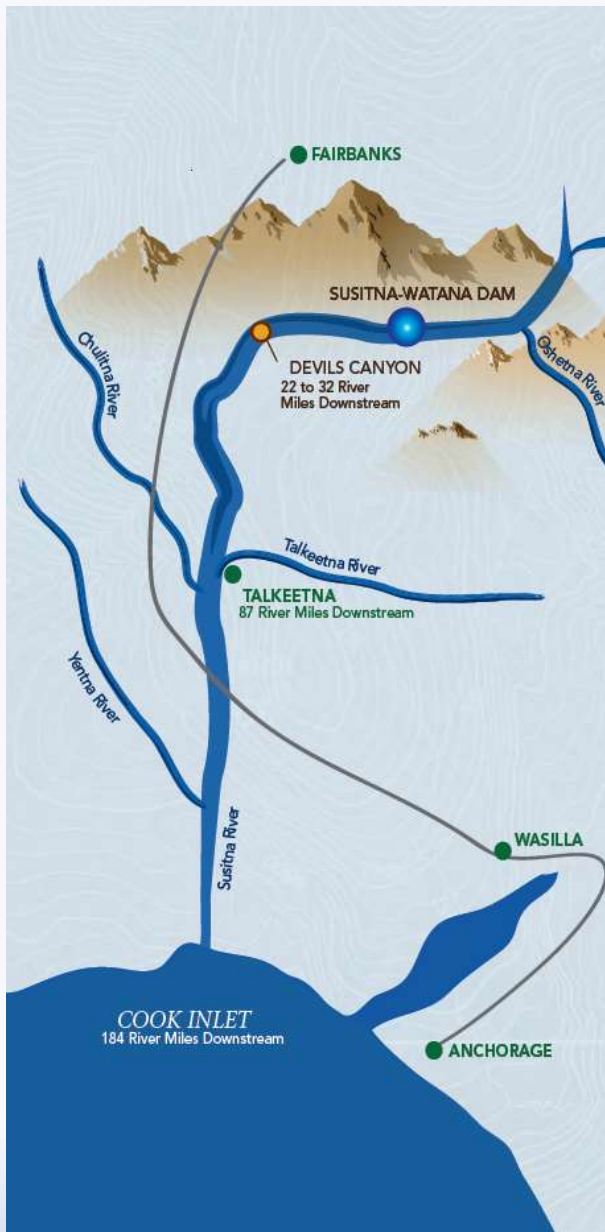 FAIRBANKS
SUSITNA-WATANA DAM
DEVILS CANYON
22 to 32 River
Miles Downstream
Oshetna River
Chulitna River
Talkeetna River
TALKEETNA
87 River Miles Downstream
Yentna River
Susitna River
WASILLA
COOK INLET
184 River Miles Downstream
ANCHORAGE